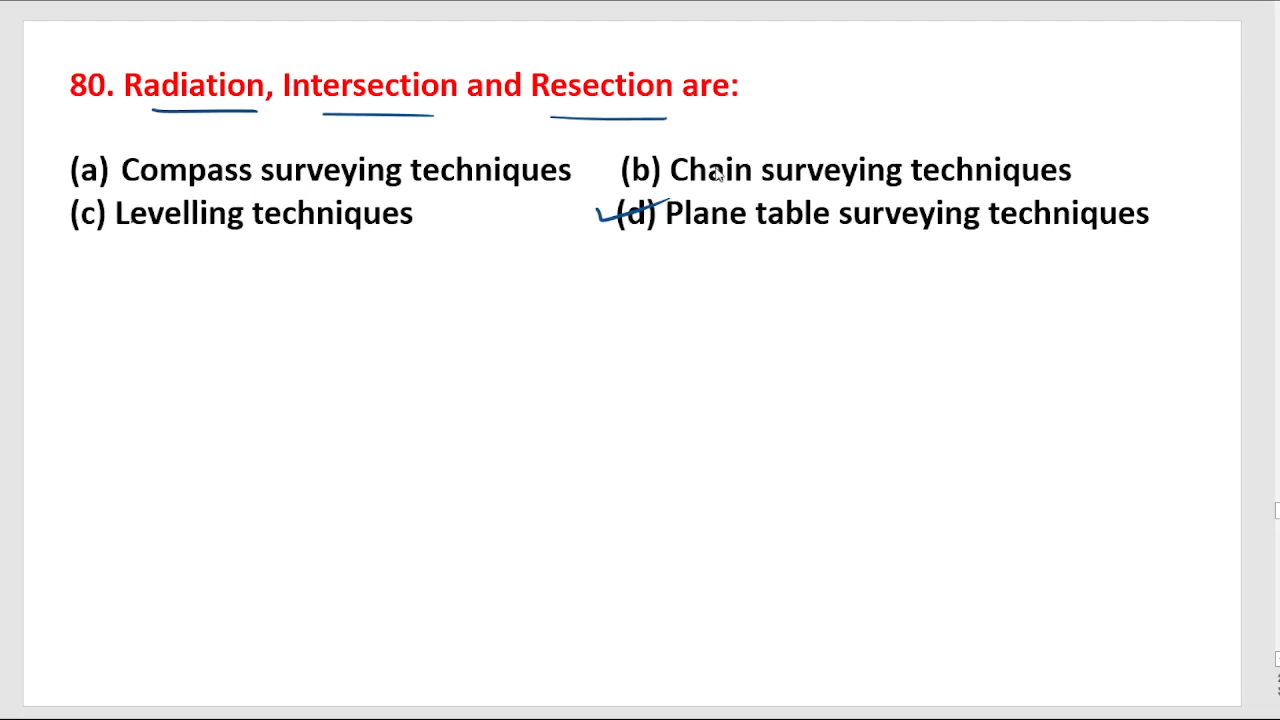 80. Radiation, Intersection and Resection are:
(a) Compass surveying techniques (b) Chain surveying techniques
(c) Levelling techniques (d) Plane table surveying techniques